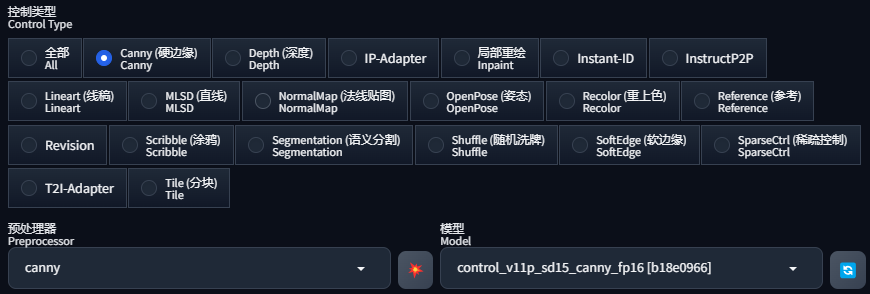 控制类型
Control Type
全部
All
Canny (硬边缘)
Canny
Depth (深度)
Depth
IP-Adapter
局部重绘
Inpaint
Instant-ID
InstructP2P
Lineart (线稿)
Lineart
MLSD (直线)
MLSD
NormalMap (法线贴图)
NormalMap
OpenPose (姿态)
OpenPose
Recolor (重上色)
Recolor
Reference (参考)
Reference
Revision
Scribble (涂鸦)
Scribble
Segmentation (语义分割)
Segmentation
Shuffle (随机洗牌)
Shuffle
SoftEdge (软边缘)
SoftEdge
SparseCtrl (稀疏控制)
SparseCtrl
T2I-Adapter
Tile (分块)
Tile
预处理器
Preprocessor
模型
Model
canny
control_v11p_sd15_canny_fp16 [b18e0966]